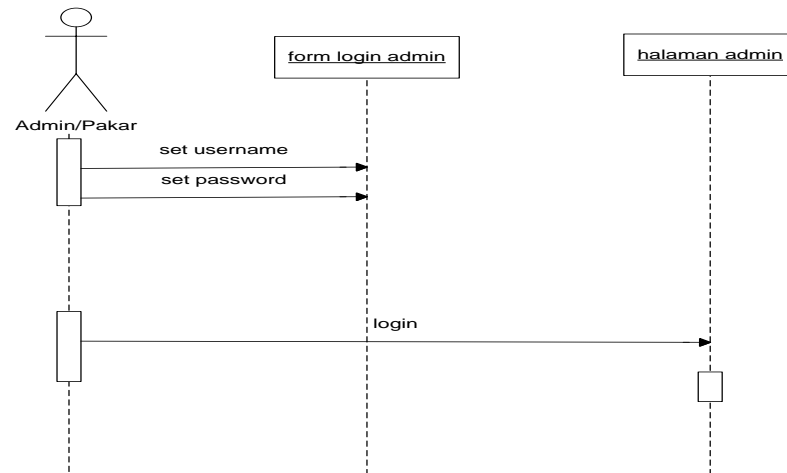 form login admin
halaman admin
Admin/Pakar
set username
set password
login